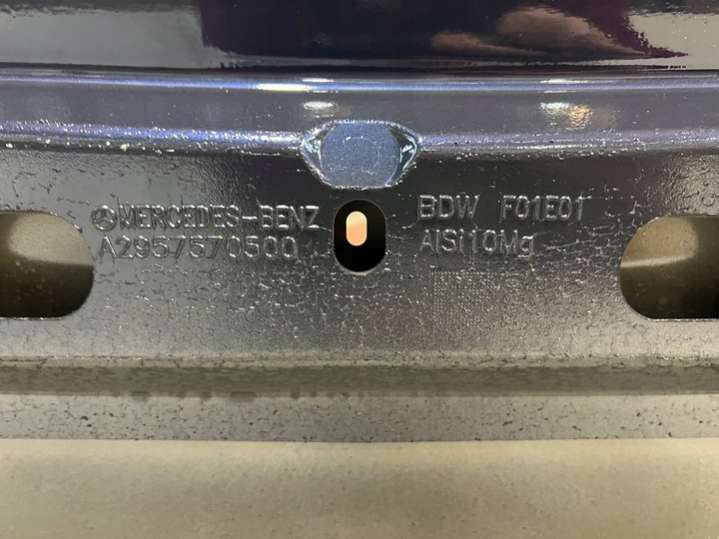 MERCEDES-BENZ
A2957570500
BDW F01E01
AlSi10Mg